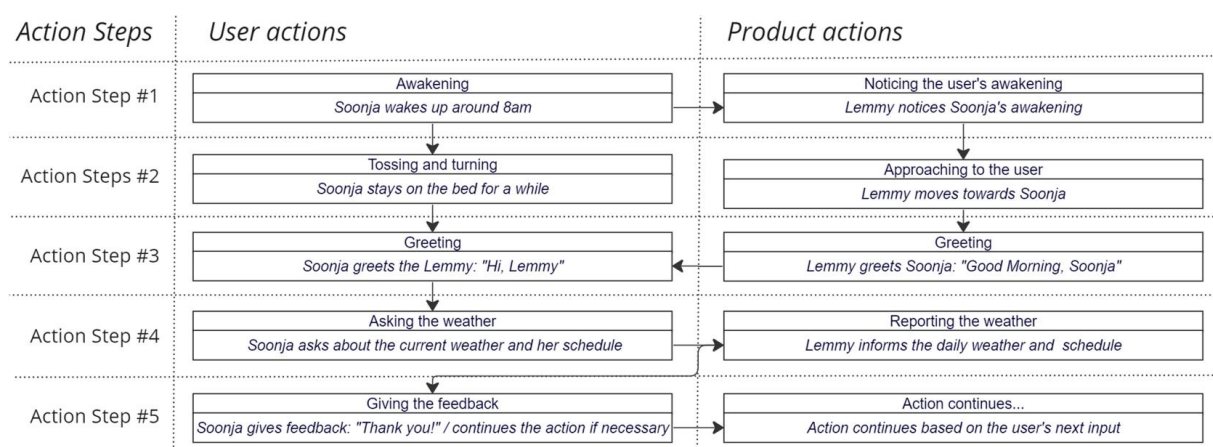 Action Steps
User actions
Product actions
Action Step #1
Awakening
Soonja wakes up around 8am
Noticing the user's awakening
Lemmy notices Soonja's awakening
Action Steps #2
Tossing and turning
Soonja stays on the bed for a while
Approaching to the user
Lemmy moves towards Soonja
Action Step #3
Greeting
Soonja greets the Lemmy: "Hi, Lemmy"
Greeting
Lemmy greets Soonja: "Good Morning, Soonja"
Action Step #4
Asking the weather
Soonja asks about the current weather and her schedule
Reporting the weather
Lemmy informs the daily weather and schedule
Action Step #5
Giving the feedback
Soonja gives feedback: "Thank you!" / continues the action if necessary
Action continues...
Action continues based on the user's next input